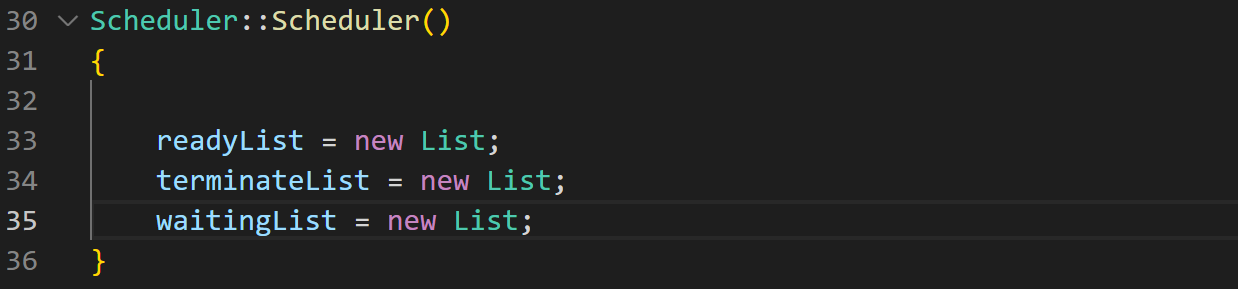 30 Scheduler::Scheduler()
31 {
32
33 readyList = new List;
34 terminateList = new List;
35 waitingList = new List;
36 }